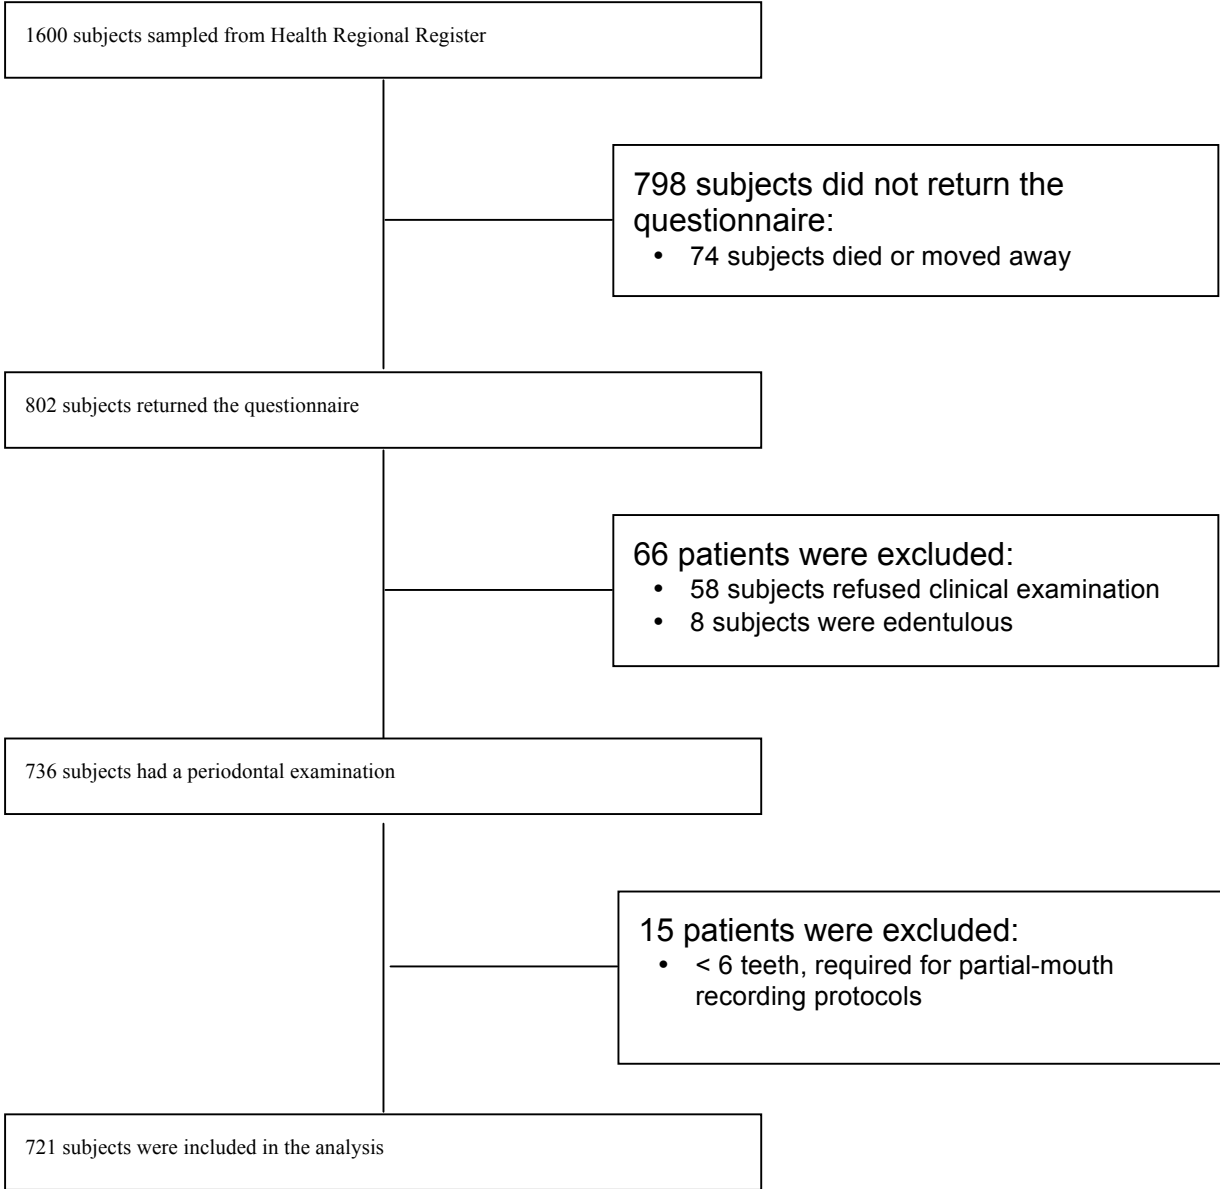 1600 subjects sampled from Health Regional Register
798 subjects did not return the
questionnaire:
• 74 subjects died or moved away
802 subjects returned the questionnaire
66 patients were excluded:
• 58 subjects refused clinical examination
• 8 subjects were edentulous
736 subjects had a periodontal examination
15 patients were excluded:
• < 6 teeth, required for partial-mouth
recording protocols
721 subjects were included in the analysis